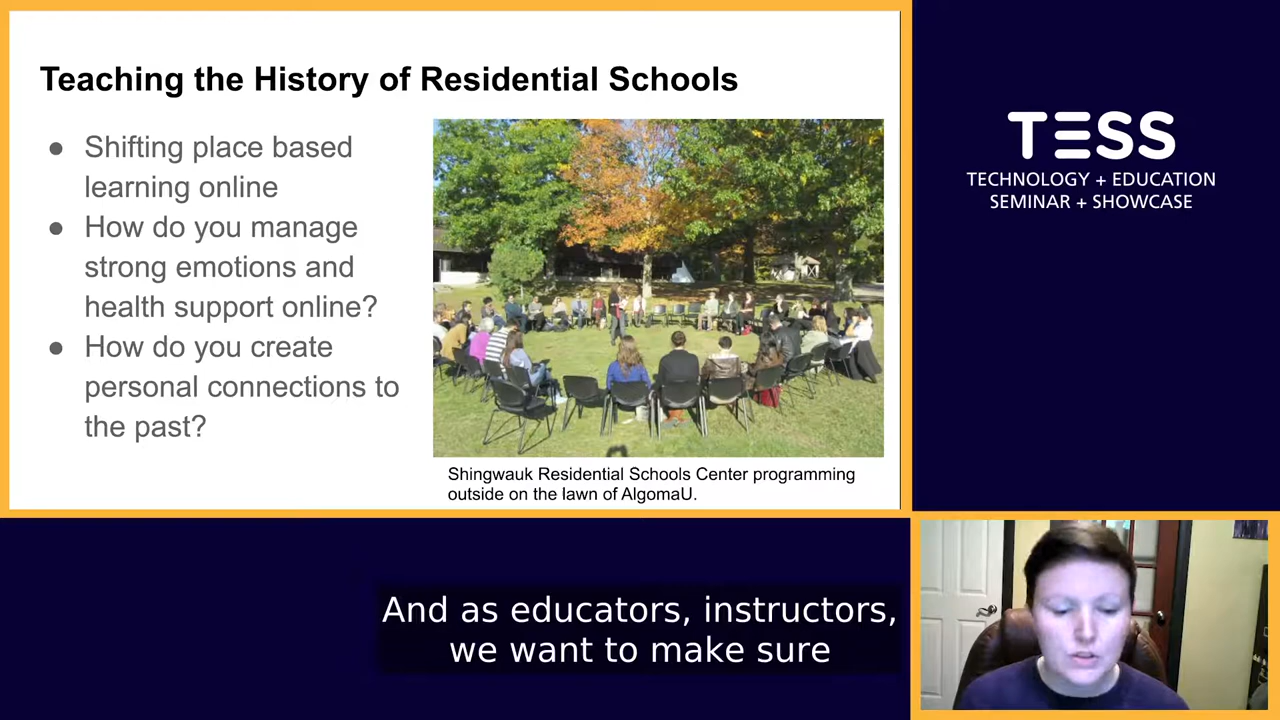 Teaching the History of Residential Schools
● Shifting place based
learning online
● How do you manage
strong emotions and
health support online?
● How do you create
personal connections to
the past?
Shingwauk Residential Schools Center programming
outside on the lawn of AlgomaU.
TESS
TECHNOLOGY + EDUCATION
SEMINAR + SHOWCASE
And as educators, instructors,
we want to make sure